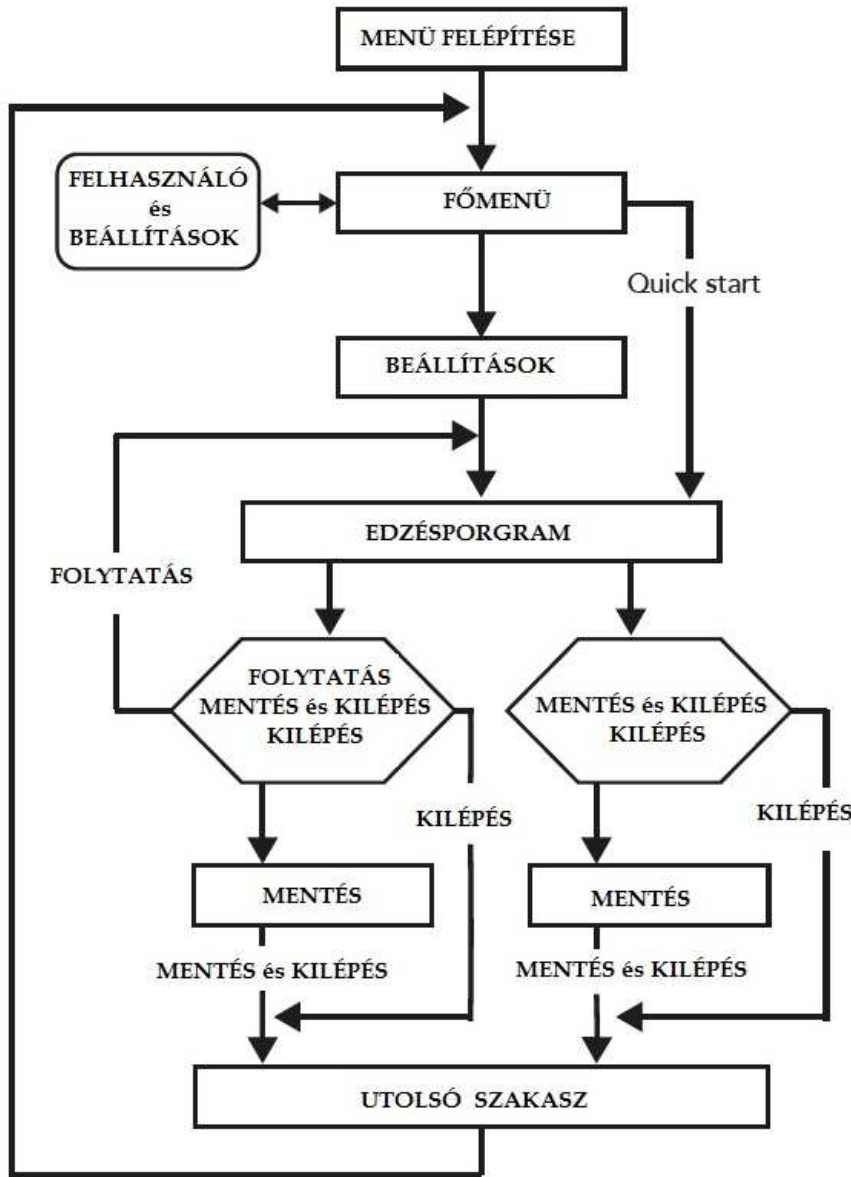 MENÜ FELÉPÍTÉSE
FELHASZNÁLÓ
és
BEÁLLÍTÁSOK
FŐMENÜ
Quick start
BEÁLLÍTÁSOK
EDZÉSPORGRAM
FOLYTATÁS
FOLYTATÁS
MENTÉS és KILÉPÉS
KILÉPÉS
MENTÉS és KILÉPÉS
KILÉPÉS
KILÉPÉS
KILÉPÉS
MENTÉS
MENTÉS
MENTÉS és KILÉPÉS
MENTÉS és KILÉPÉS
UTOLSÓ SZAKASZ